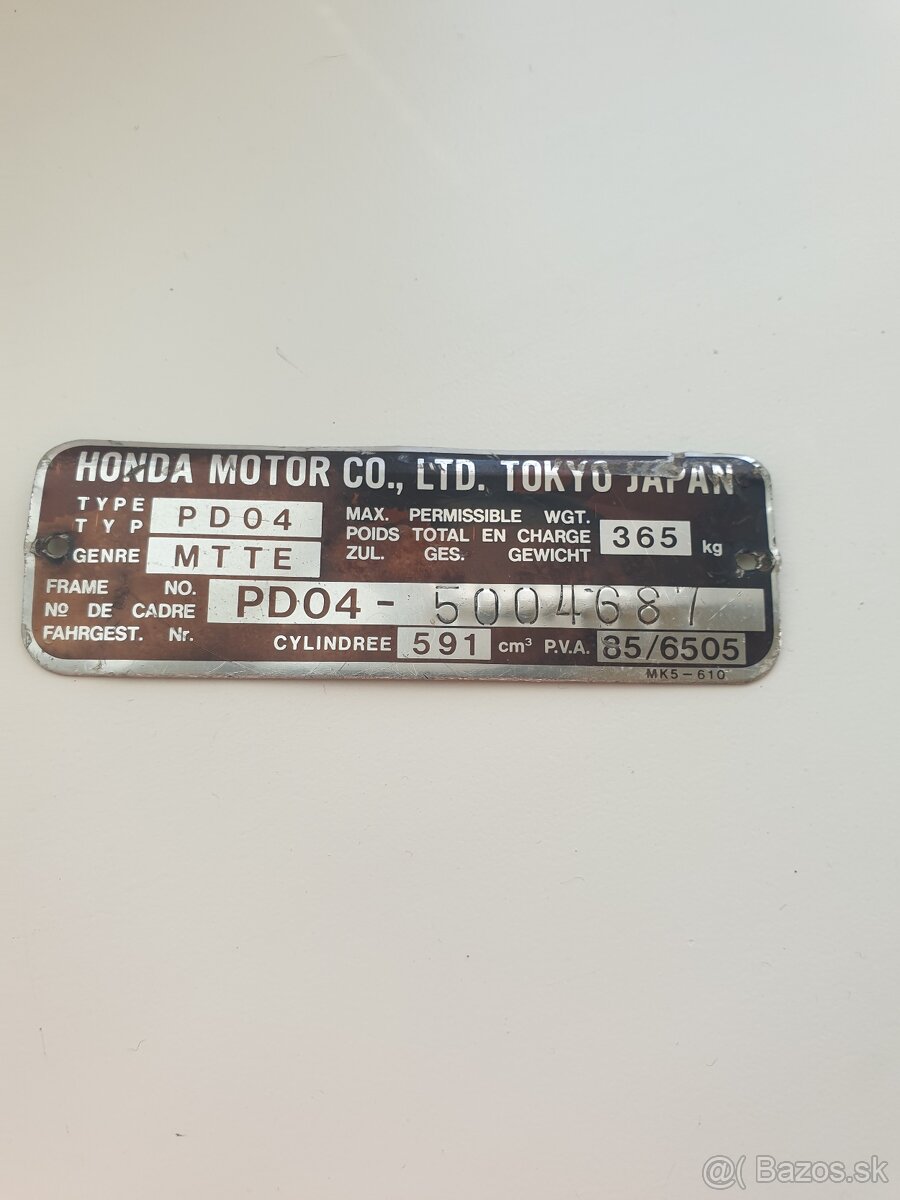 HONDA MOTOR CO., LTD. TOKYO JAPAN
TYPE
TYP
PD04
GENRE MTTE
MAX. PERMISSIBLE WGT.
POIDS TOTAL EN CHARGE
ZUL. GES. GEWICHT
365 kg
FRAME NO.
Nº DE CADRE
FAHRGEST. Nr.
PD04-5004687
CYLINDREE 591 cm³ P.V.A. 85/6505
MK5-610
@( Bazos.sk